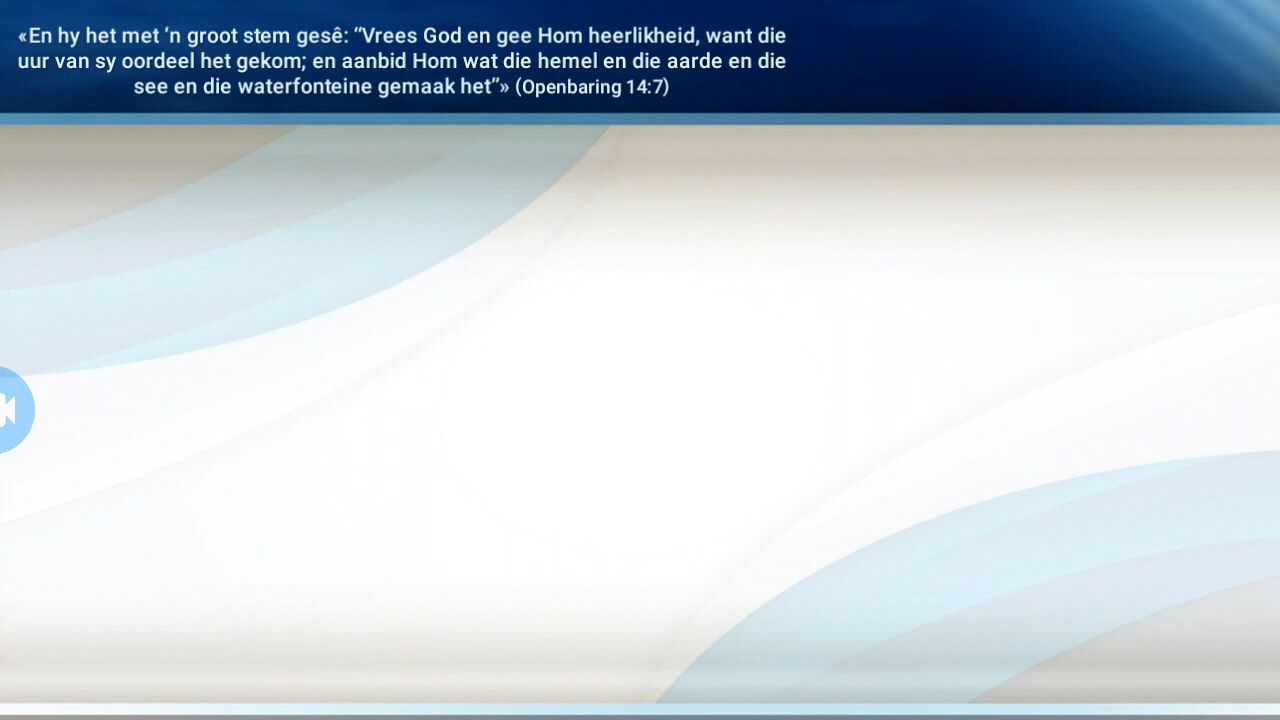 «En hy het met ‘n groot stem gesê: “Vrees God en gee Hom heerlikheid, want die
uur van sy oordeel het gekom; en aanbid Hom wat die hemel en die aarde en die
see en die waterfonteine gemaak het”» (Openbaring 14:7)